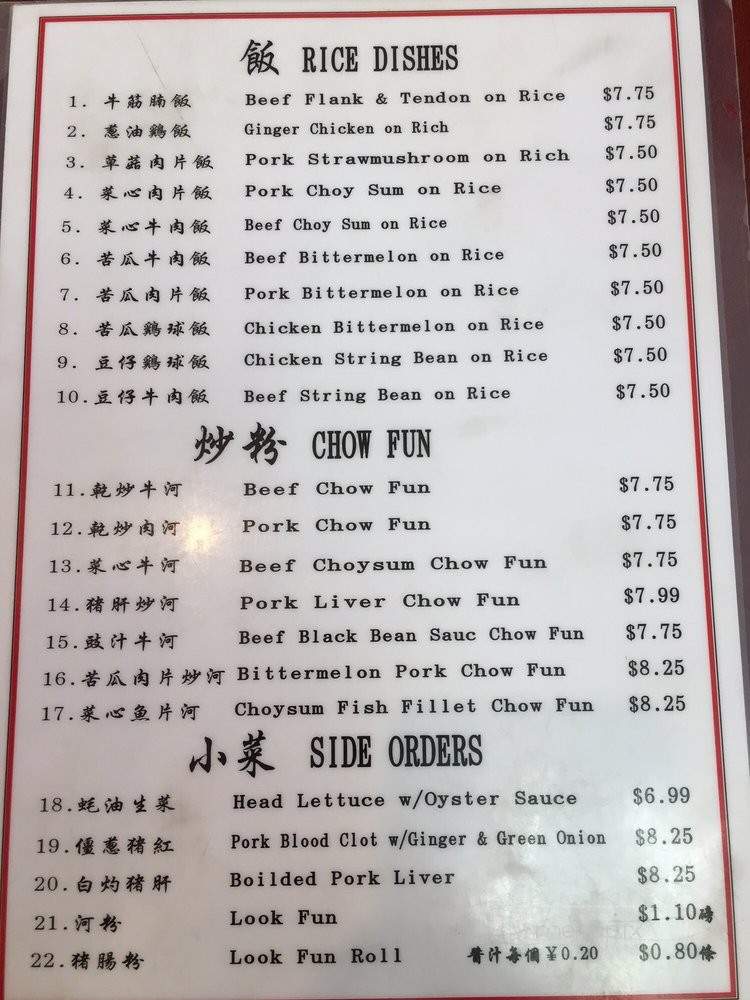 飯 RICE DISHES
1. 牛筋腩飯 Beef Flank & Tendon on Rice $7.75
2. 蔥油鷄飯 Ginger Chicken on Rich $7.75
3. 草菇肉片飯 Pork Strawmushroom on Rich $7.50
4. 菜心肉片飯 Pork Choy Sum on Rice $7.50
5. 菜心牛肉飯 Beef Choy Sum on Rice $7.50
6. 苦瓜牛肉飯 Beef Bittermelon on Rice $7.50
7. 苦瓜肉片飯 Pork Bittermelon on Rice $7.50
8. 苦瓜鷄球飯 Chicken Bittermelon on Rice $7.50
9. 豆仔鷄球飯 Chicken String Bean on Rice $7.50
10. 豆仔牛肉飯 Beef String Bean on Rice $7.50
炒粉 CHOW FUN
11. 乾炒牛河 Beef Chow Fun $7.75
12. 乾炒肉河 Pork Chow Fun $7.75
13. 菜心牛河 Beef Choysum Chow Fun $7.75
14. 猪肝炒河 Pork Liver Chow Fun $7.99
15. 豉汁牛河 Beef Black Bean Sauc Chow Fun $7.75
16. 苦瓜肉片炒河 Bittermelon Pork Chow Fun $8.25
17. 菜心魚片河 Choysum Fish Fillet Chow Fun $8.25
小菜 SIDE ORDERS
18. 蚝油生菜 Head Lettuce w/Oyster Sauce $6.99
19. 僵蔥猪紅 Pork Blood Clot w/Ginger & Green Onion $8.25
20. 白灼猪肝 Boilded Pork Liver $8.25
21. 河粉 Look Fun $1.10磅
22. 猪腸粉 Look Fun Roll 醬汁每個￥0.20 $0.80條